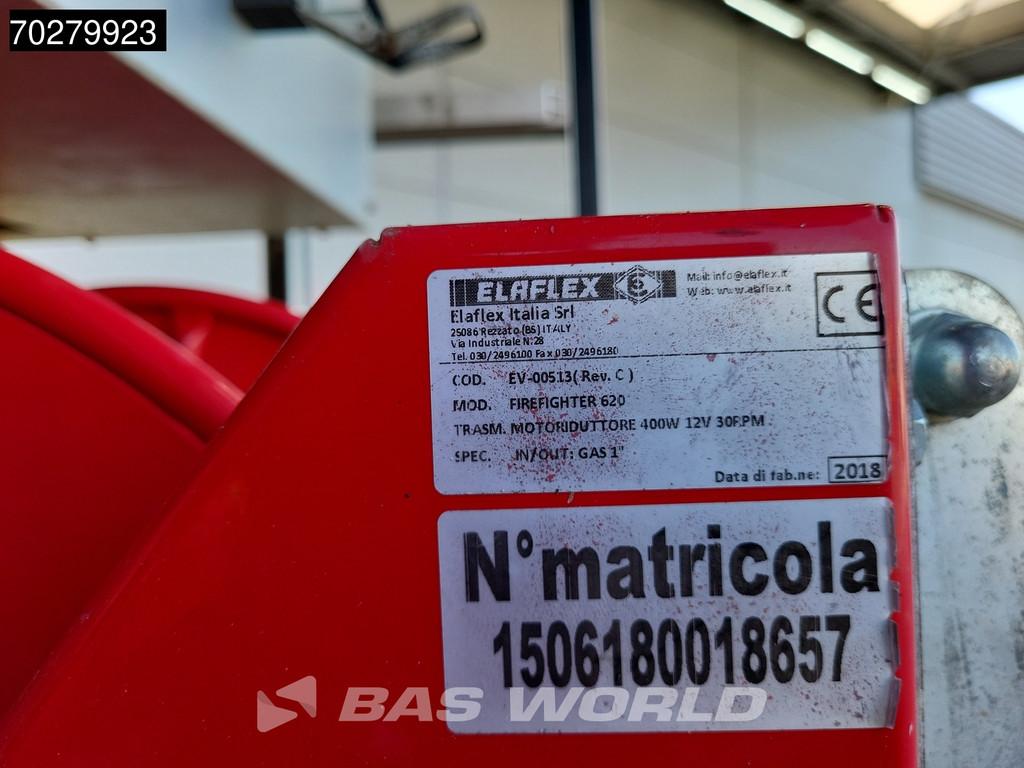 70279923
ELAFLEX E
Mail: info@elaflex.it
Web: www.elaflex.it
CE
Elaflex Italia Srl
25086 Rezzato (BS) ITALY
Via Industriale N.28
Tel. 030/2496100 Fax 030/2496180
COD. EV-00513( Rev. C )
MOD. FIREFIGHTER 620
TRASM. MOTORIDUTTORE 400W 12V 30RPM
SPEC. IN/OUT: GAS 1"
Data di fab.ne: 2018
N° matricola
1506180018657
BAS WORLD